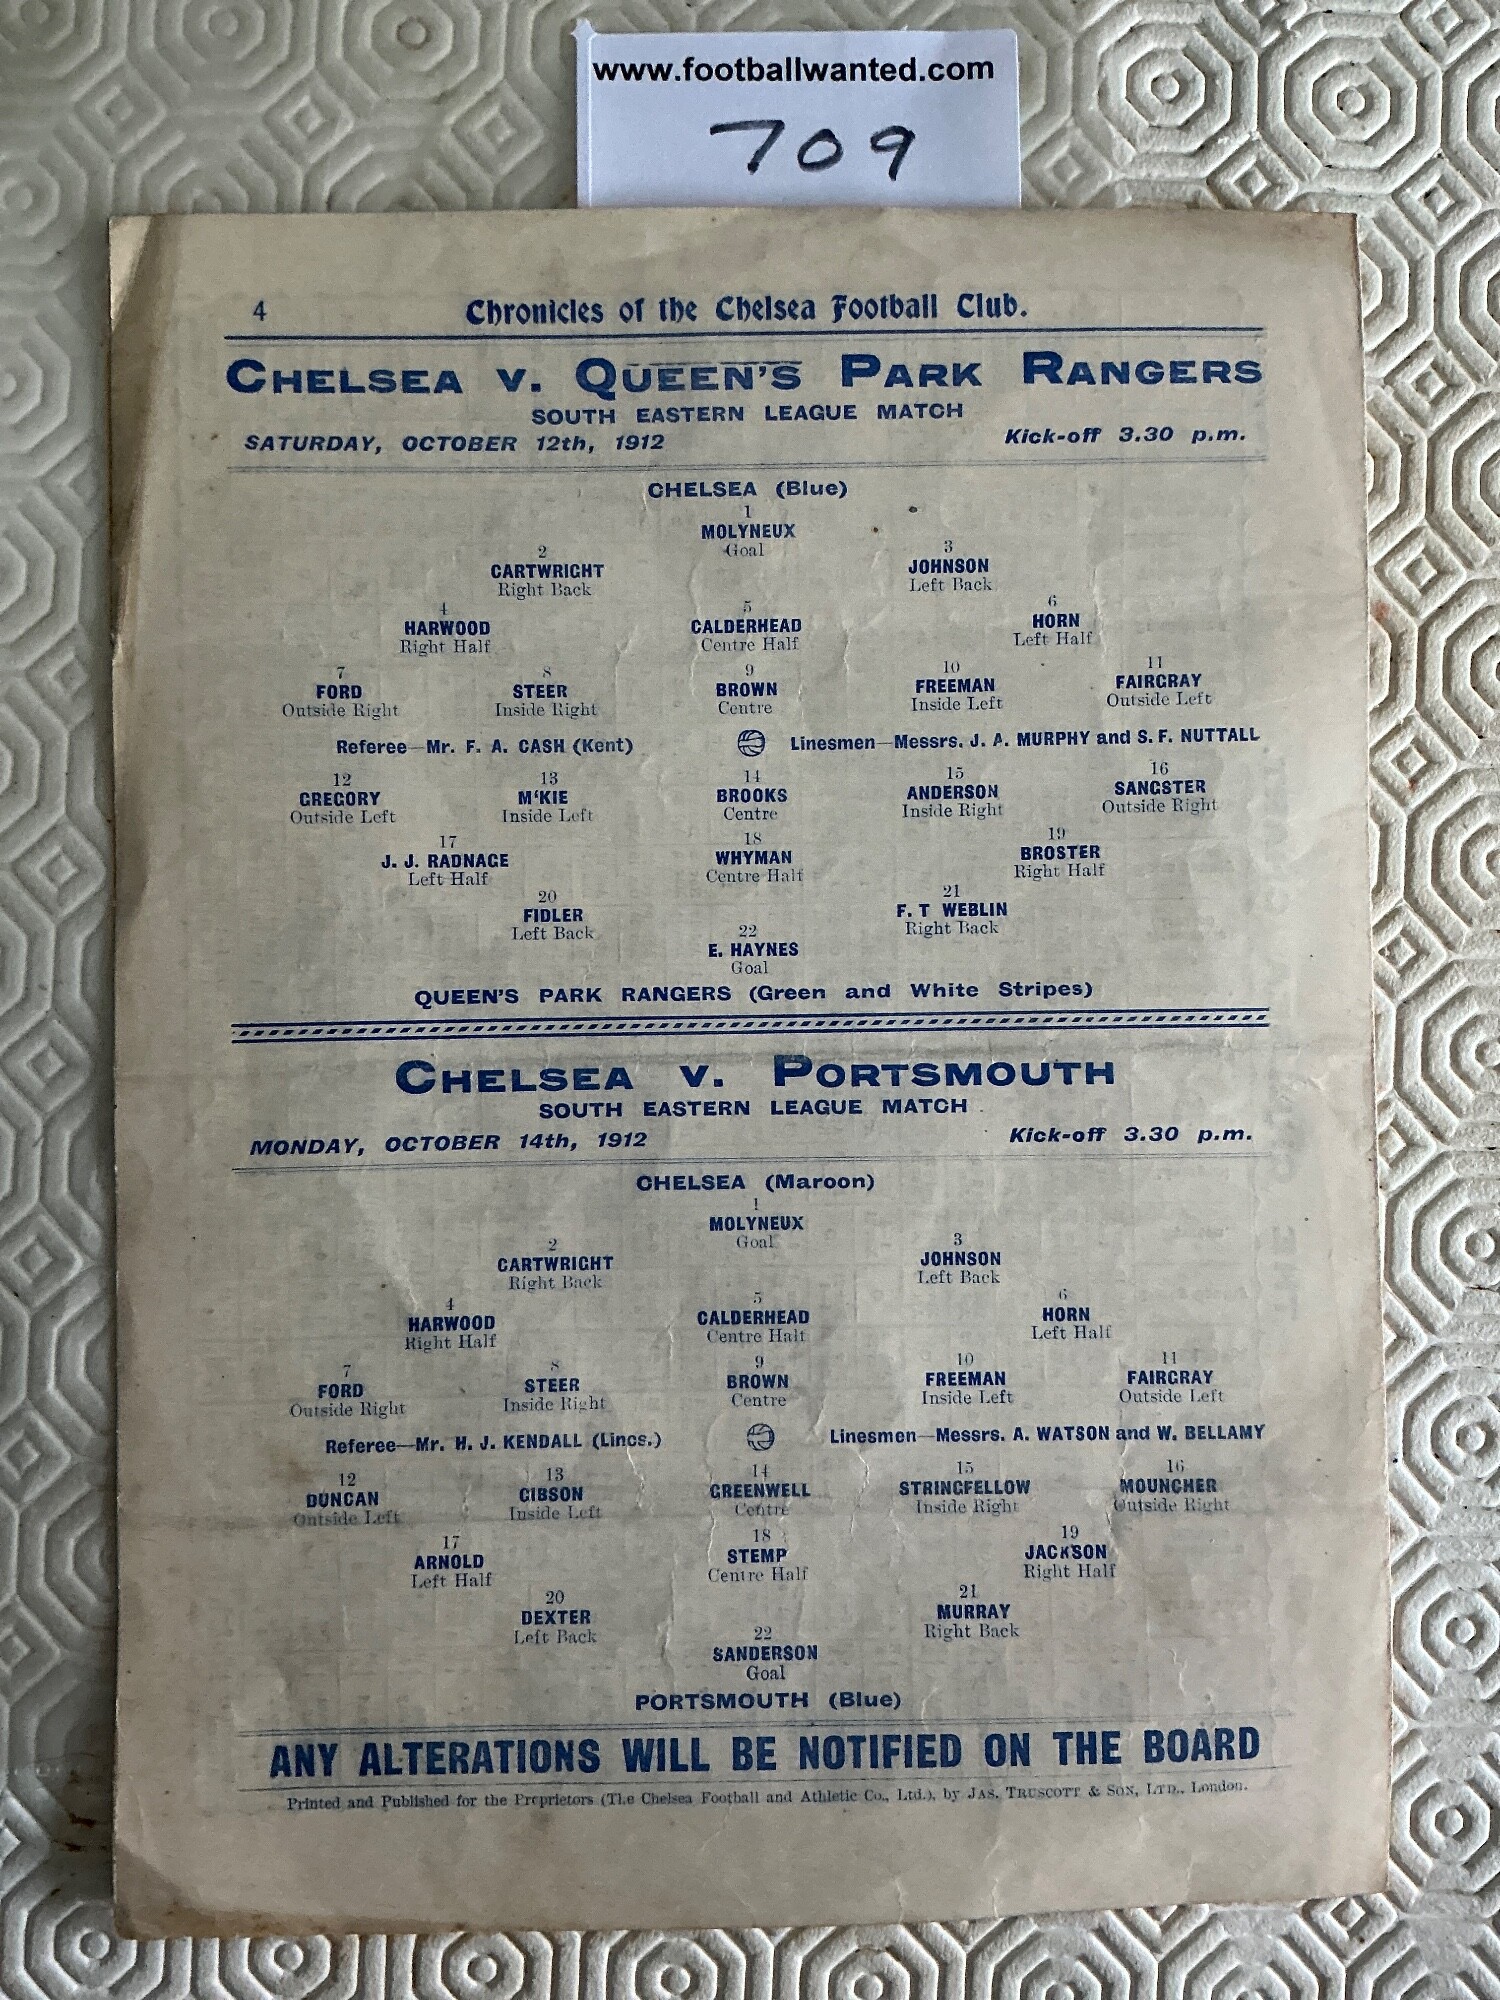 www.footballwanted.com
709
4 Chronicles of the Chelsea Football Club.
CHELSEA V. QUEEN'S PARK RANGERS
SOUTH EASTERN LEAGUE MATCH
SATURDAY, OCTOBER 12th, 1912 Kick-off 3.30 p.m.
CHELSEA (Blue)
1
MOLYNEUX
Goal
2 3
CARTWRIGHT JOHNSON
Right Back Left Back
4 5 6
HARWOOD CALDERHEAD HORN
Right Half Centre Half Left Half
7 8 9 10 11
FORD STEER BROWN FREEMAN FAIRGRAY
Outside Right Inside Right Centre Inside Left Outside Left
Referee—Mr. F. A. CASH (Kent) Linesmen—Messrs. J. A. MURPHY and S. F. NUTTALL
12 13 14 15 16
GREGORY M'KIE BROOKS ANDERSON SANGSTER
Outside Left Inside Left Centre Inside Right Outside Right
17 18 19
J. J. RADNAGE WHYMAN BROSTER
Left Half Centre Half Right Half
20 21
FIDLER F. T WEBLIN
Left Back Right Back
22
E. HAYNES
Goal
QUEEN'S PARK RANGERS (Green and White Stripes)
CHELSEA V. PORTSMOUTH
SOUTH EASTERN LEAGUE MATCH
MONDAY, OCTOBER 14th, 1912 Kick-off 3.30 p.m.
CHELSEA (Maroon)
1
MOLYNEUX
Goal
2 3
CARTWRIGHT JOHNSON
Right Back Left Back
4 5 6
HARWOOD CALDERHEAD HORN
Right Half Centre Half Left Half
7 8 9 10 11
FORD STEER BROWN FREEMAN FAIRGRAY
Outside Right Inside Right Centre Inside Left Outside Left
Referee—Mr. H. J. KENDALL (Lincs.) Linesmen—Messrs. A. WATSON and W. BELLAMY
12 13 14 15 16
DUNCAN GIBSON GREENWELL STRINGFELLOW MOUNCHER
Outside Left Inside Left Centre Inside Right Outside Right
17 18 19
ARNOLD STEMP JACKSON
Left Half Centre Half Right Half
20 21
DEXTER MURRAY
Left Back Right Back
22
SANDERSON
Goal
PORTSMOUTH (Blue)
ANY ALTERATIONS WILL BE NOTIFIED ON THE BOARD
Printed and Published for the Proprietors (The Chelsea Football and Athletic Co., Ltd.), by JAS. TRUSCOTT & SON, LTD., London.